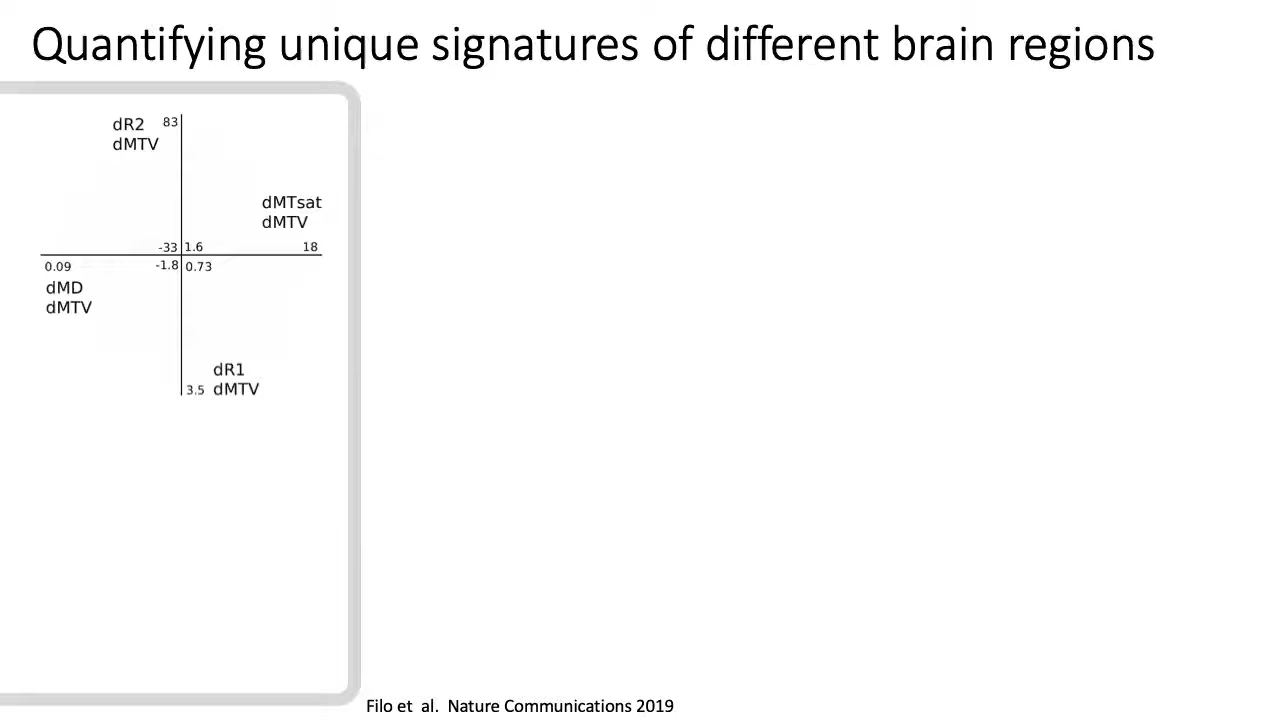 Quantifying unique signatures of different brain regions
dR2 83
dMTV
dMTsat
dMTV
-33 1.6 18
0.09 -1.8 0.73
dMD
dMTV
dR1
3.5 dMTV
Filo et al. Nature Communications 2019